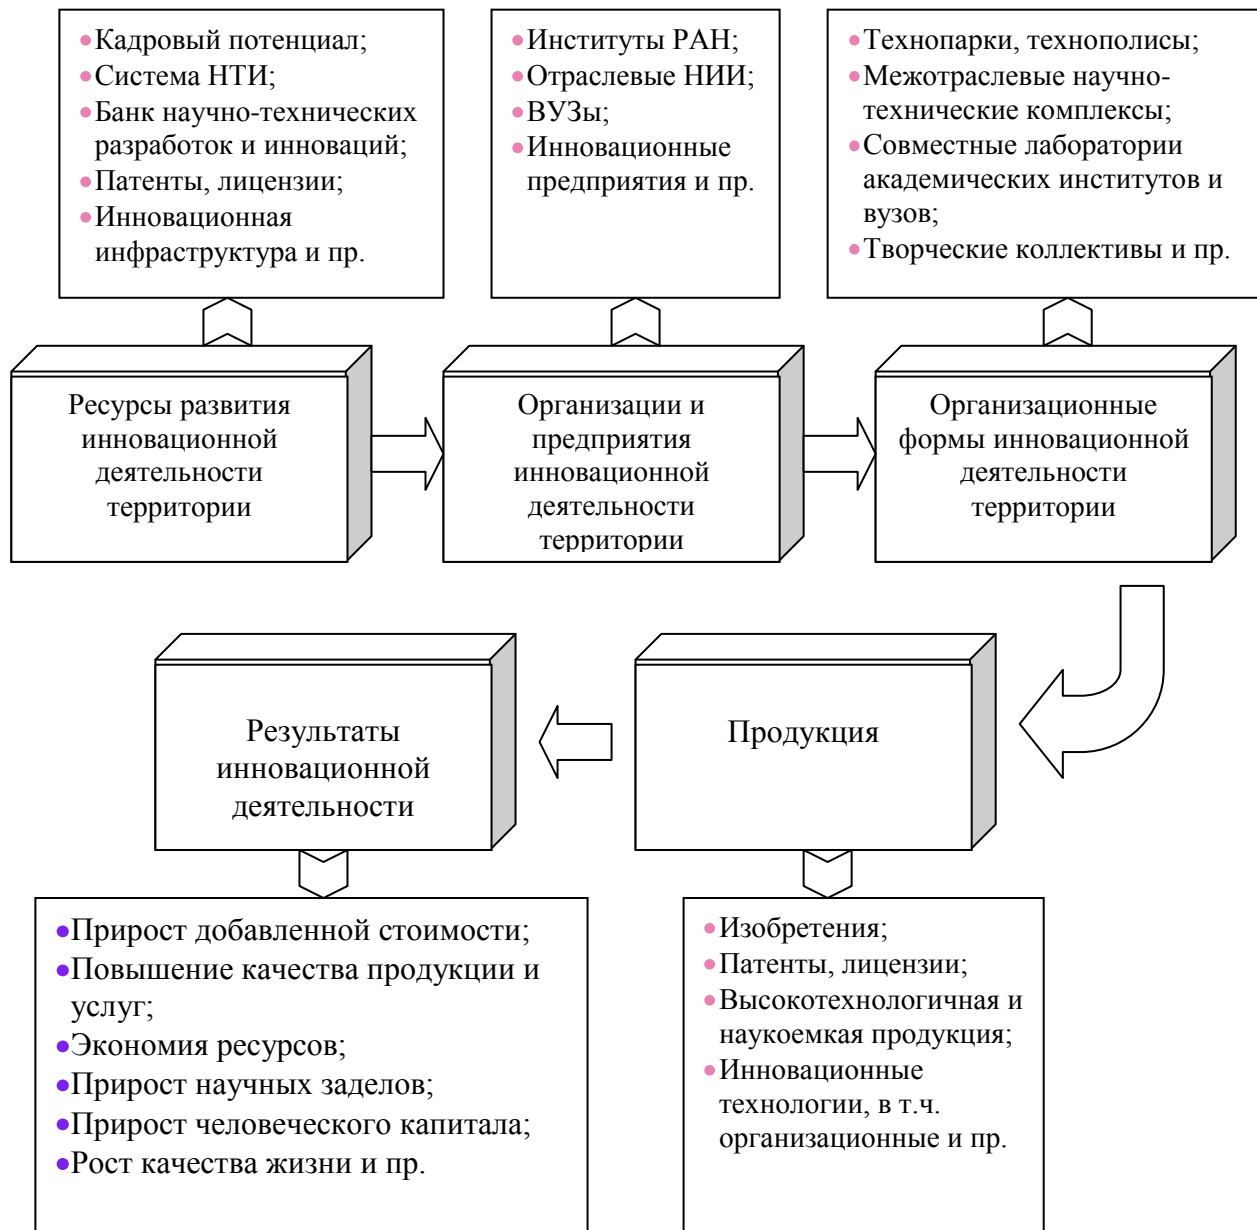 Кадровый потенциал;
Система НТИ;
Банк научно-технических
разработок и инноваций;
Патенты, лицензии;
Инновационная
инфраструктура и пр.
Институты РАН;
Отраслевые НИИ;
ВУЗы;
Инновационные
предприятия и пр.
Технопарки, технополисы;
Межотраслевые научно-
технические комплексы;
Совместные лаборатории
академических институтов и
вузов;
Творческие коллективы и пр.
Ресурсы развития
инновационной
деятельности
территории
Организации и
предприятия
инновационной
деятельности
территории
Организационные
формы инновационной
деятельности
территории
Результаты
инновационной
деятельности
Продукция
Прирост добавленной стоимости;
Повышение качества продукции и
услуг;
Экономия ресурсов;
Прирост научных заделов;
Прирост человеческого капитала;
Рост качества жизни и пр.
Изобретения;
Патенты, лицензии;
Высокотехнологичная и
наукоемкая продукция;
Инновационные
технологии, в т.ч.
организационные и пр.